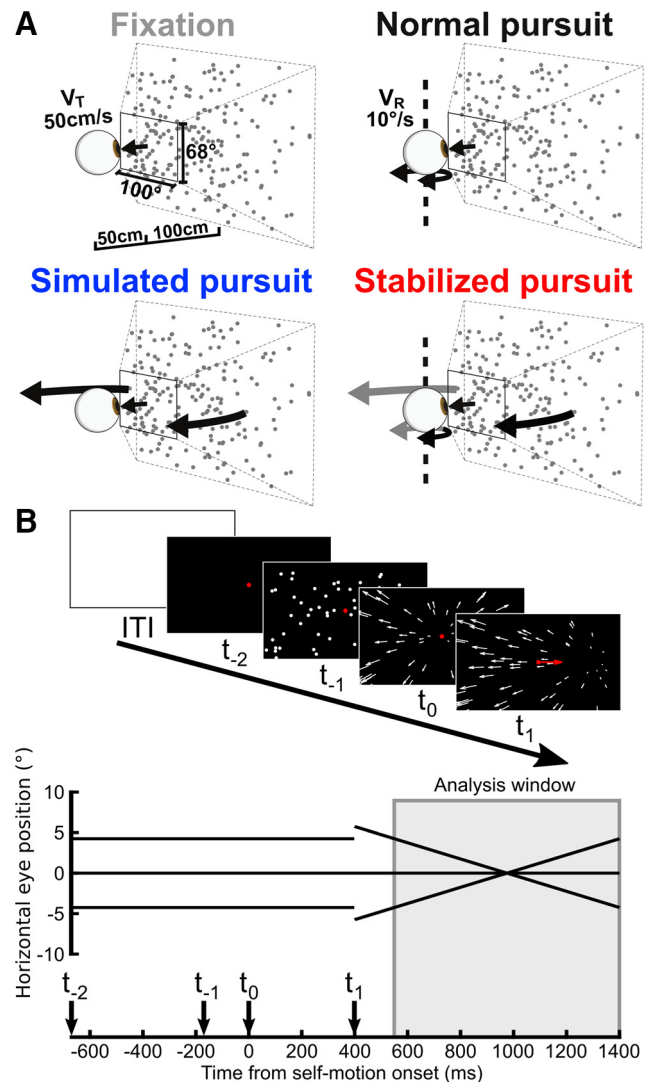 A
Fixation
Normal pursuit
V_T
50cm/s
68°
100°
50cm 100cm
V_R
10°/s
Simulated pursuit
Stabilized pursuit
B
ITI
t_-2
t_-1
t_0
t_1
Analysis window
Horizontal eye position (°)
10
5
0
-5
-10
t_-2
t_-1
t_0
t_1
-600 -400 -200 0 200 400 600 800 1000 1200 1400
Time from self-motion onset (ms)